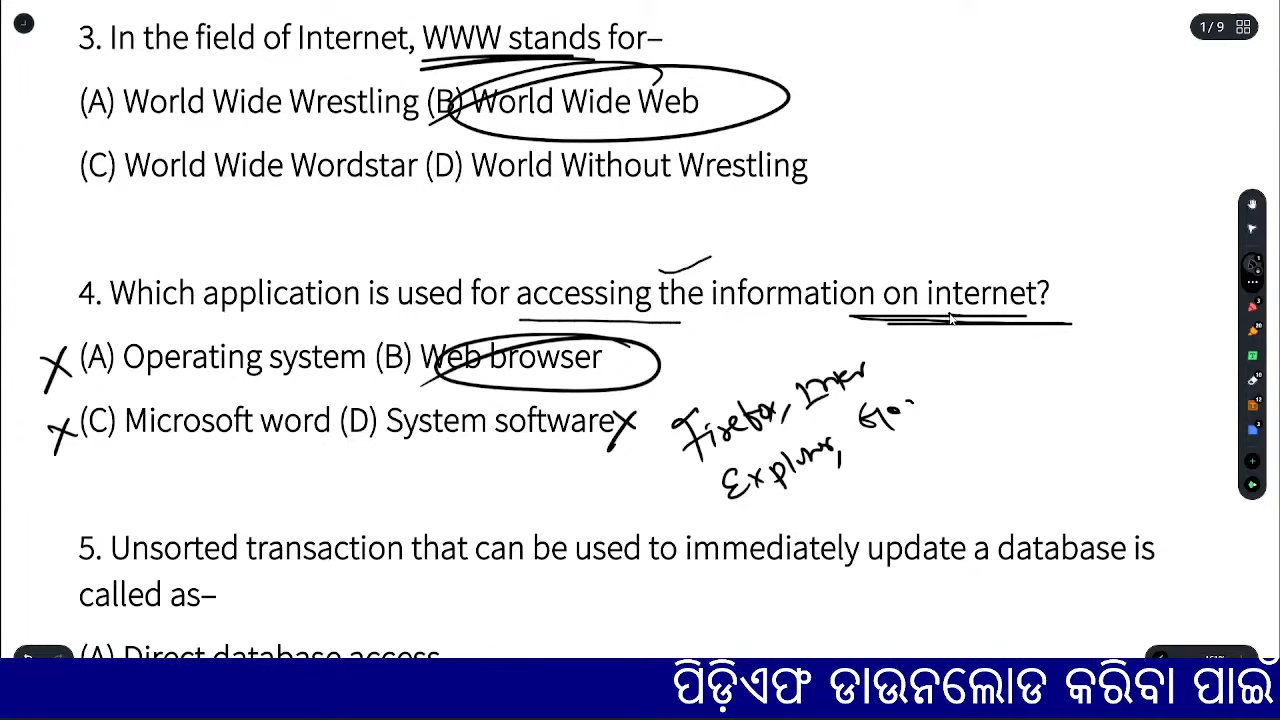 1 / 9
3. In the field of Internet, WWW stands for–
(A) World Wide Wrestling (B) World Wide Web
(C) World Wide Wordstar (D) World Without Wrestling
4. Which application is used for accessing the information on internet?
(A) Operating system (B) Web browser
(C) Microsoft word (D) System software
Firefox,
5. Unsorted transaction that can be used to immediately update a database is
called as–
(A) Direct database access
ପିଡ଼ିଏଫ ଡାଉନଲୋଡ କରିବା ପାଇଁ